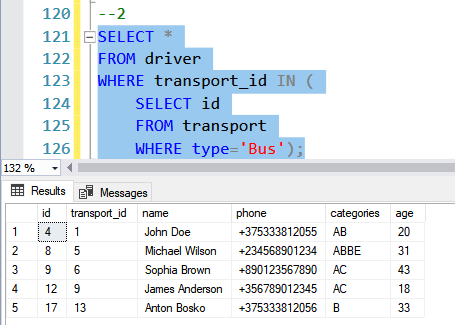 120 --2
121 SELECT *
122 FROM driver
123 WHERE transport_id IN (
124 SELECT id
125 FROM transport
126 WHERE type='Bus');
132 %
Results Messages
id transport_id name phone categories age
1 4 1 John Doe +375333812055 AB 20
2 8 5 Michael Wilson +234568901234 ABBE 31
3 9 6 Sophia Brown +890123567890 AC 43
4 12 9 James Anderson +356789012345 AC 18
5 17 13 Anton Bosko +375333812056 B 33